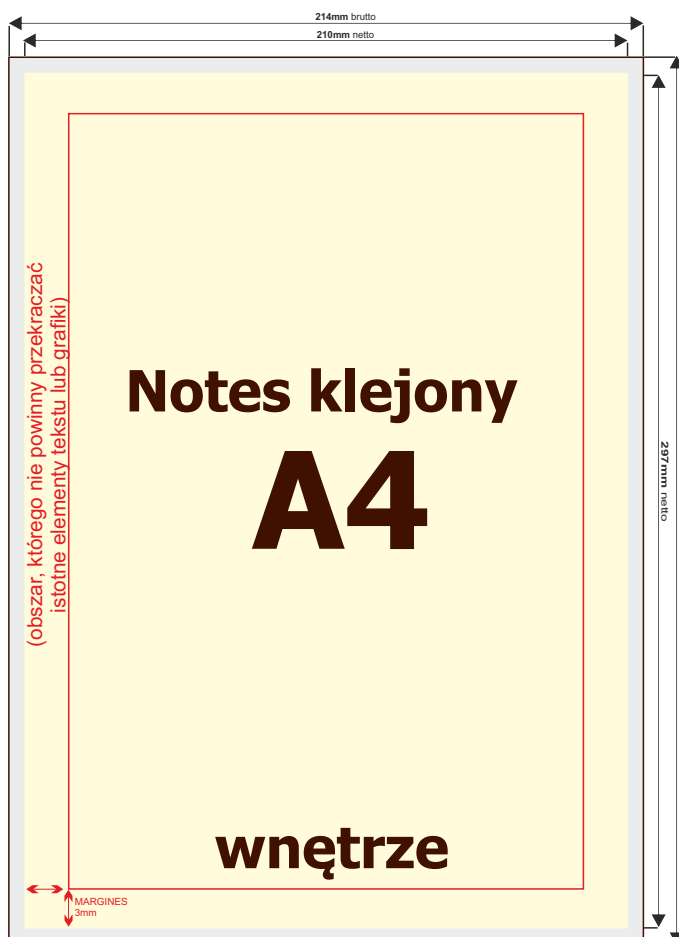 214mm brutto
210mm netto
(obszar, którego nie powinny przekraczać
istotne elementy tekstu lub grafiki)
Notes klejony
A4
297mm netto
wnętrze
MARGINES
3mm